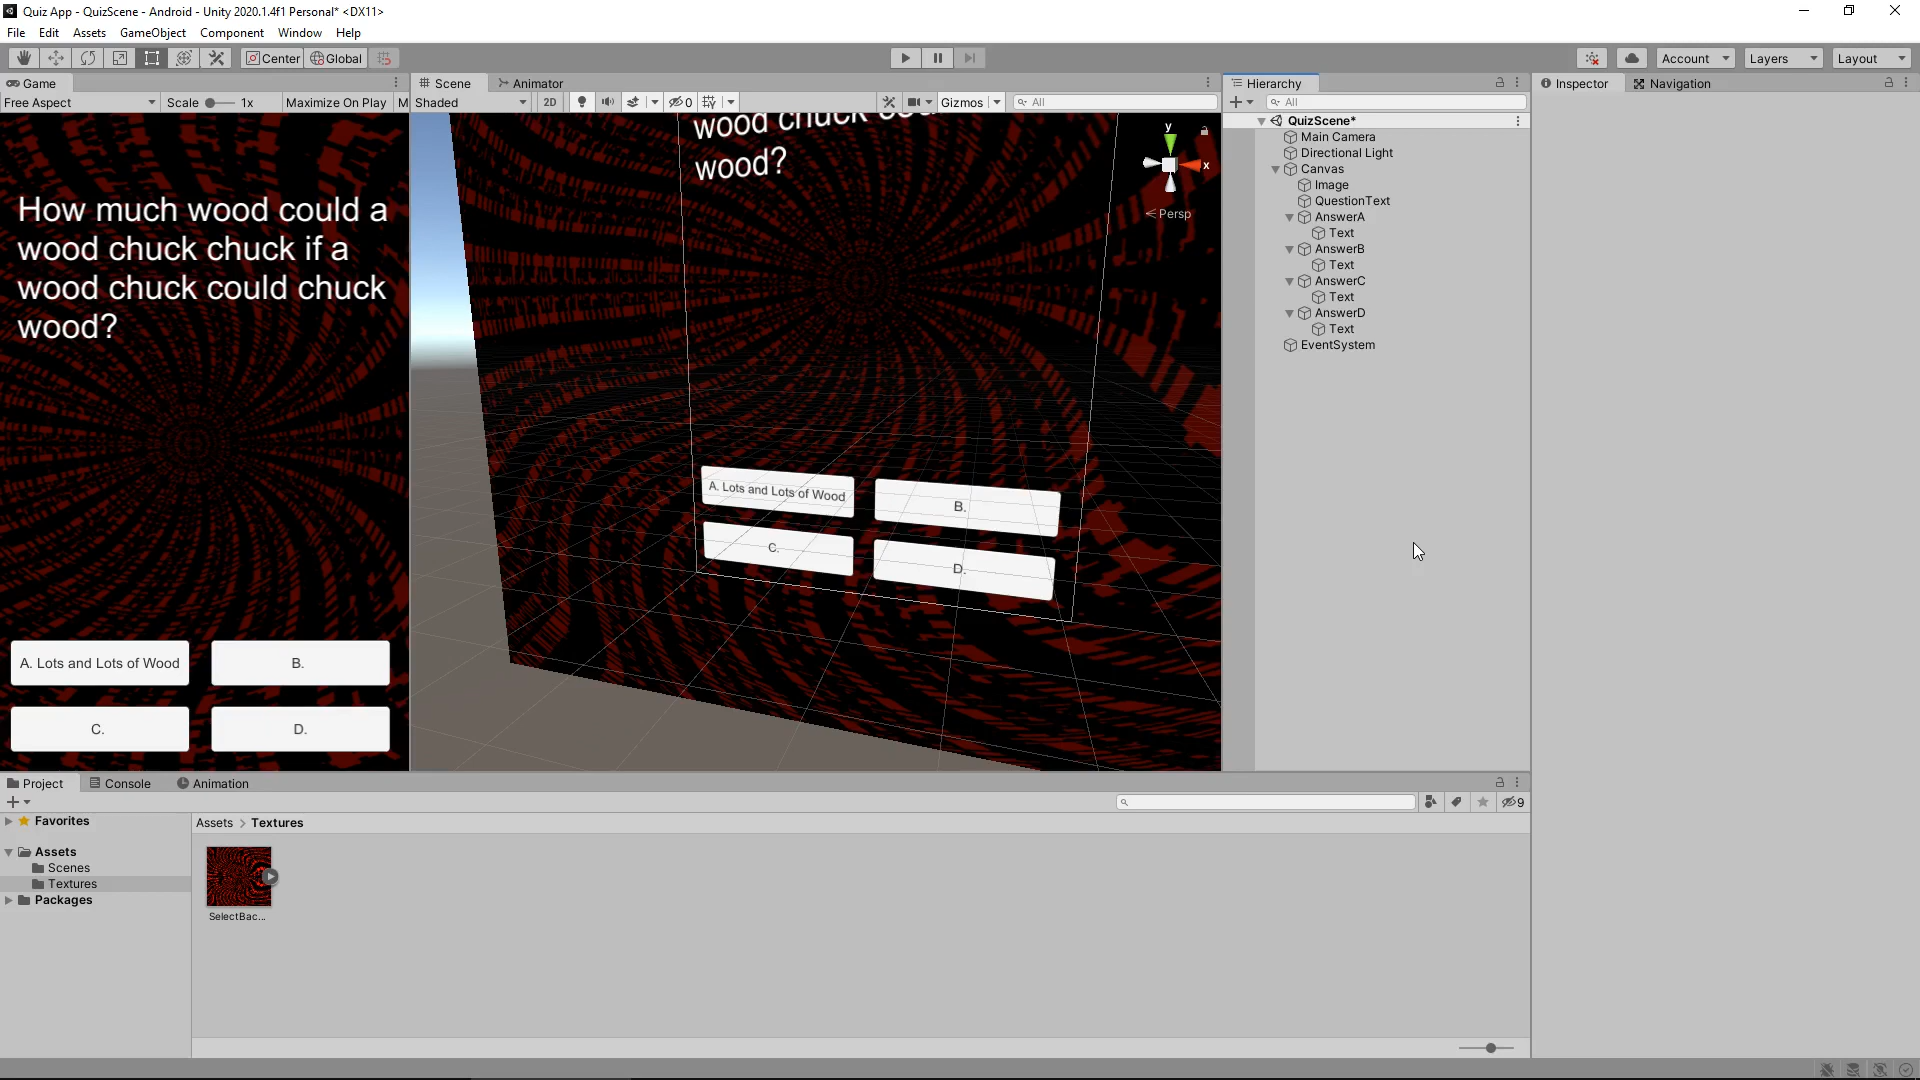 Quiz App - QuizScene - Android - Unity 2020.1.4f1 Personal* <DX11>
File Edit Assets GameObject Component Window Help
Center Global Account Layers Layout
Game
Free Aspect Scale 1x Maximize On Play M
How much wood could a
wood chuck chuck if a
wood chuck could chuck
wood?
A. Lots and Lots of Wood B.
C. D.
Scene Animator
Shaded 2D 0 Gizmos All
wood chuck
wood?
y
x
< Persp
A. Lots and Lots of Wood B.
C. D.
Hierarchy
All
QuizScene*
Main Camera
Directional Light
Canvas
Image
QuestionText
AnswerA
Text
AnswerB
Text
AnswerC
Text
AnswerD
Text
EventSystem
Inspector Navigation
Project Console Animation
9
Favorites
Assets
Scenes
Textures
Packages
Assets > Textures
SelectBac...